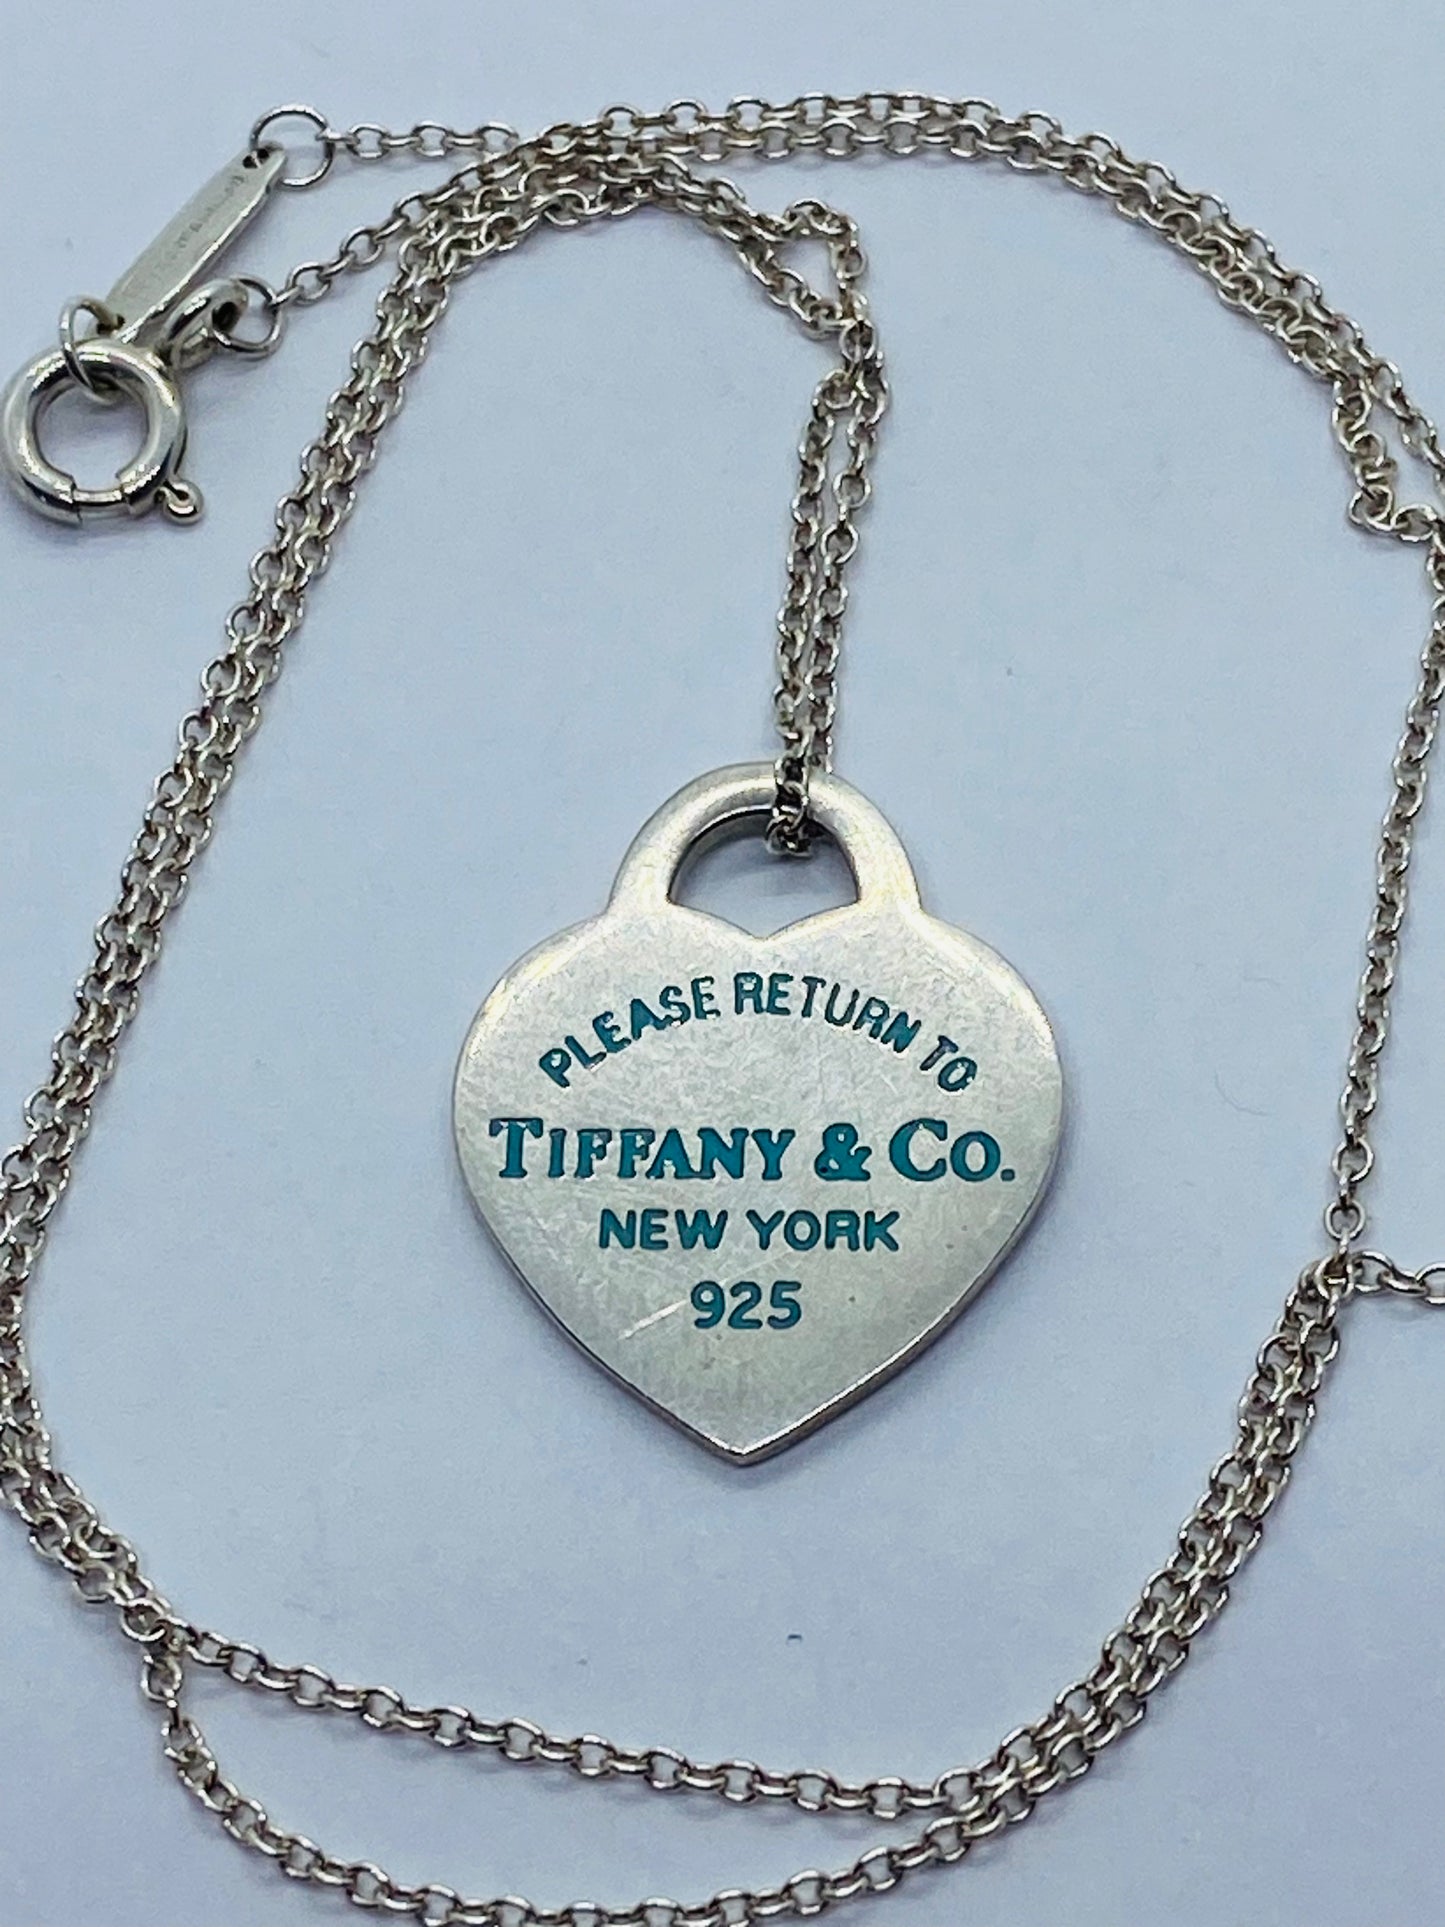 PLEASE RETURN TO
TIFFANY & CO.
NEW YORK
925